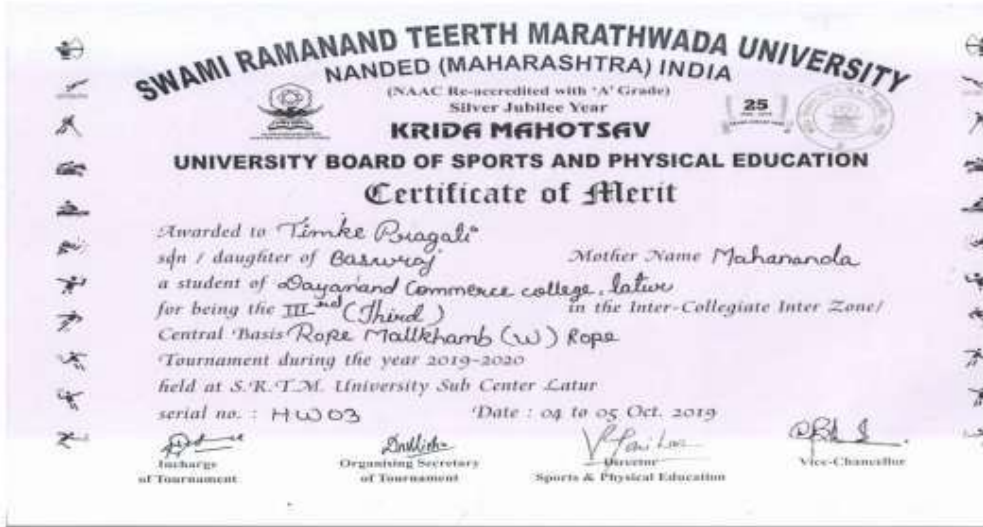 SWAMI RAMANAND TEERTH MARATHWADA UNIVERSITY
NANDED (MAHARASHTRA) INDIA
(NAAC Re-accredited with 'A' Grade)
Silver Jubilee Year
25
KRIDA MAHOTSAV
UNIVERSITY BOARD OF SPORTS AND PHYSICAL EDUCATION
Certificate of Merit
Awarded to Timke Pragati
son / daughter of Baswraj Mother Name Mahananda
a student of Dayanand Commerce college, latur
for being the III nd (Third) in the Inter-Collegiate Inter Zone/
Central Basis Rope Mallkhamb (W) Rope
Tournament during the year 2019-2020
held at S.R.T.M. University Sub Center Latur
serial no. : HW03 Date : 04 to 05 Oct. 2019
Incharge Organising Secretary Director Vice-Chancellor
of Tournament of Tournament Sports & Physical Education